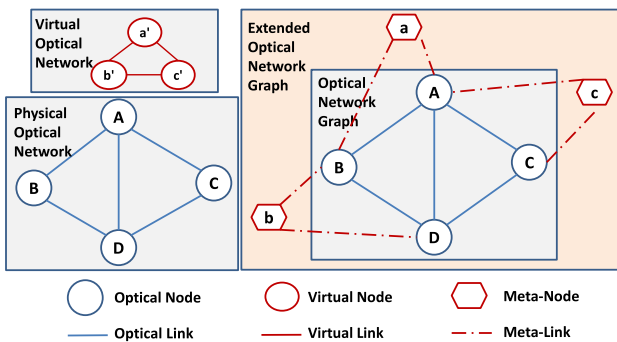 Virtual
Optical
Network
a'
b'
c'
Physical
Optical
Network
A
B
C
D
Extended
Optical
Network
Graph
a
Optical
Network
Graph
A
c
B
C
b
D
Optical Node
Virtual Node
Meta-Node
Optical Link
Virtual Link
Meta-Link